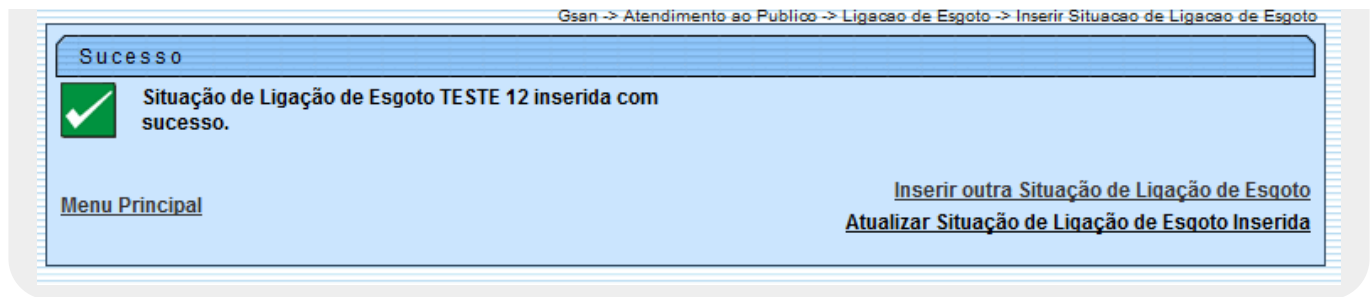 Gsan -> Atendimento ao Publico -> Ligacao de Esgoto -> Inserir Situacao de Ligacao de Esgoto
Sucesso
Situação de Ligação de Esgoto TESTE 12 inserida com
sucesso.
Inserir outra Situação de Ligação de Esgoto
Menu Principal
Atualizar Situação de Ligação de Esgoto Inserida